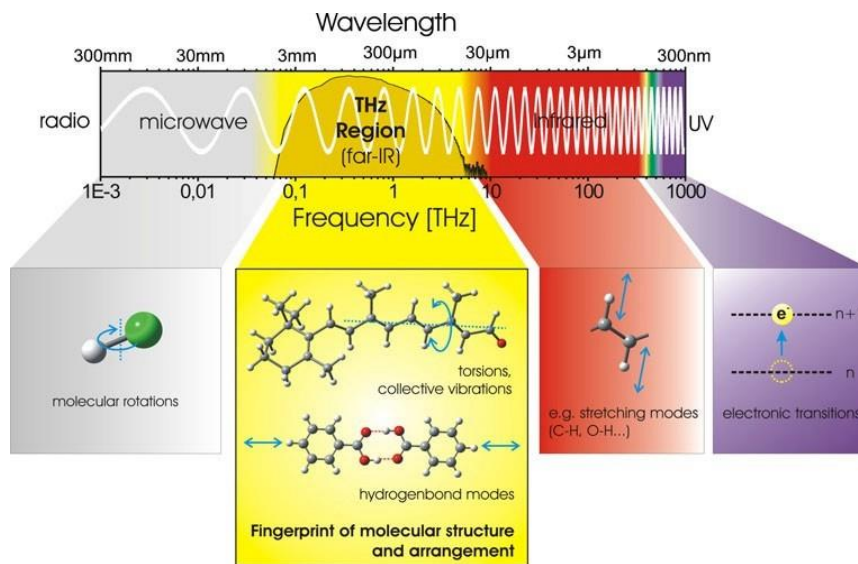 Wavelength
300mm 30mm 3mm 300µm 30µm 3µm 300nm
radio microwave THz Region (far-IR) Infrared UV
1E-3 0,01 0,1 1 10 100 1000
Frequency [THz]
molecular rotations
torsions,
collective vibrations
hydrogenbond modes
Fingerprint of molecular structure
and arrangement
e.g. stretching modes
(C-H, O-H...)
e- n+
n
electronic transitions